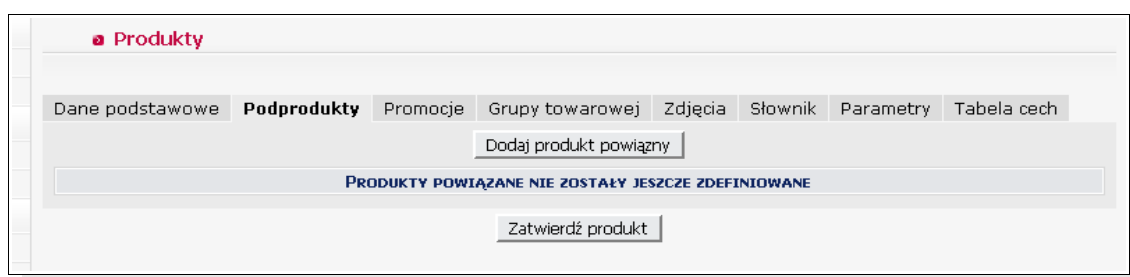 Produkty
Dane podstawowe Podprodukty Promocje Grupy towarowej Zdjęcia Słownik Parametry Tabela cech
Dodaj produkt powiązny
PRODUKTY POWIĄZANE NIE ZOSTAŁY JESZCZE ZDEFINIOWANE
Zatwierdź produkt